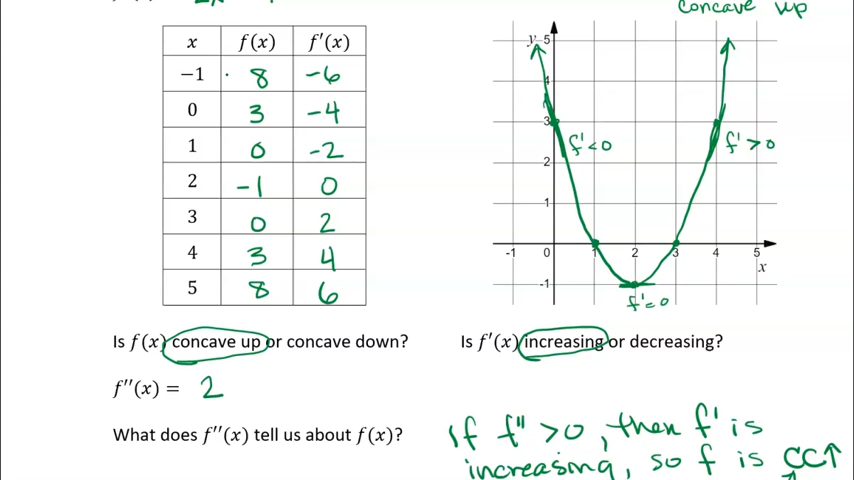 concave up
x f(x) f'(x)
−1 8 −6
0 3 −4
1 0 −2
2 −1 0
3 0 2
4 3 4
5 8 6
y 5
4
3
f' < 0 f' > 0
2
1
-1 0 1 2 3 4 5
x
-1
f'=0
Is f(x) concave up or concave down? Is f'(x) increasing or decreasing?
f''(x) = 2
What does f''(x) tell us about f(x)?
If f'' > 0, then f' is
increasing, so f is CC↑